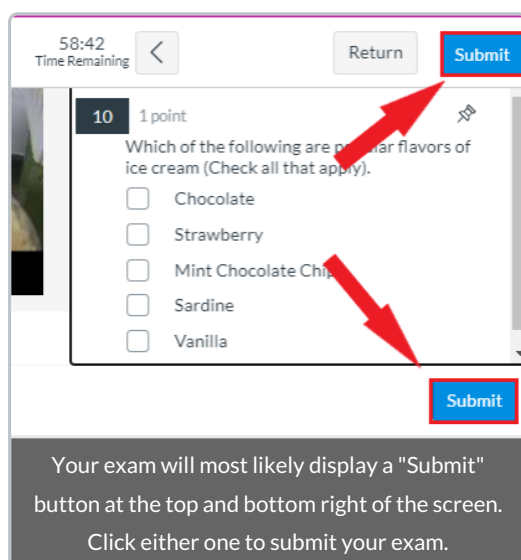 58:42
Time Remaining
Return
Submit
10 1 point
Which of the following are flavors of
ice cream (Check all that apply).
Chocolate
Strawberry
Mint Chocolate Chip
Sardine
Vanilla
Submit
Your exam will most likely display a "Submit"
button at the top and bottom right of the screen.
Click either one to submit your exam.